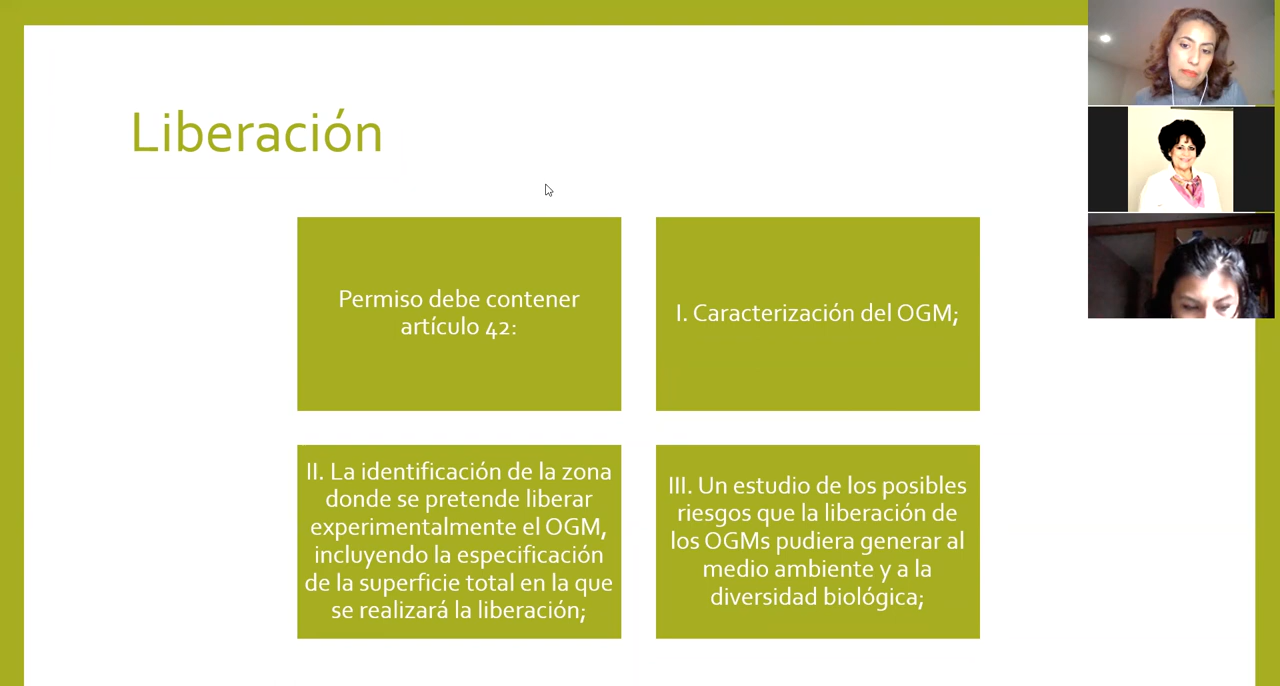 Liberación
Permiso debe contener
artículo 42:
I. Caracterización del OGM;
II. La identificación de la zona
donde se pretende liberar
experimentalmente el OGM,
incluyendo la especificación
de la superficie total en la que
se realizará la liberación;
III. Un estudio de los posibles
riesgos que la liberación de
los OGMs pudiera generar al
medio ambiente y a la
diversidad biológica;